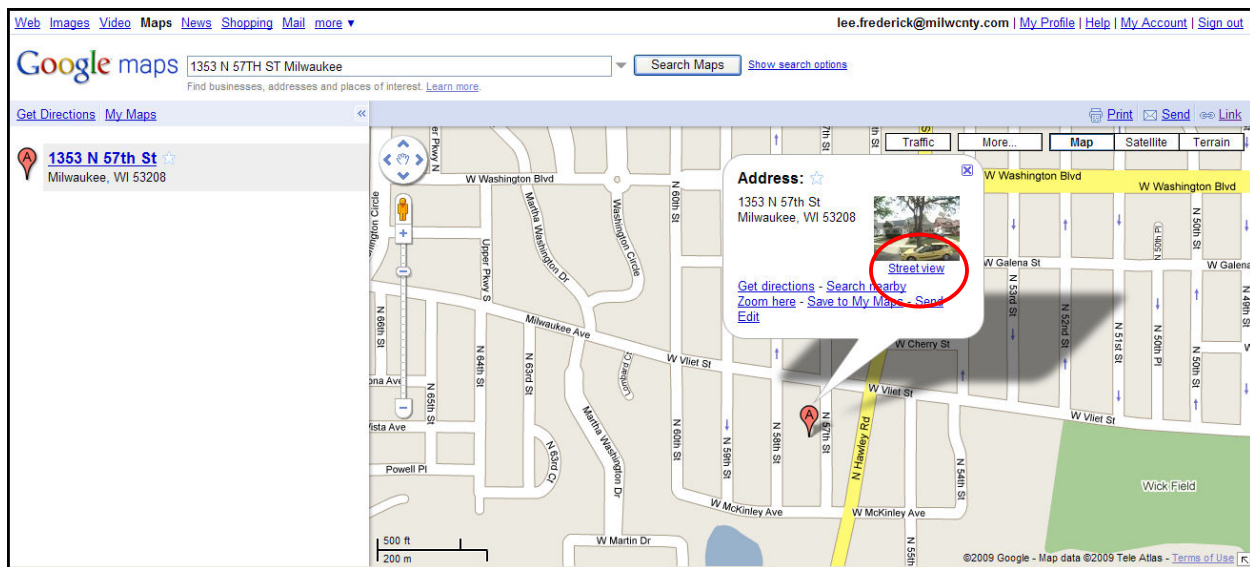 Web Images Videos Maps News Shopping Mail more ▼
lee.frederick@milwcnty.com | My Profile | Help | My Account | Sign out
Google maps
1353 N 57TH ST Milwaukee
Search Maps
Show search options
Find businesses, addresses and places of interest. Learn more.
Get Directions My Maps
«
Print Send Link
1353 N 57th St
Milwaukee, WI 53208
Traffic More... Map Satellite Terrain
Address:
1353 N 57th St
Milwaukee, WI 53208
Street view
Get directions - Search nearby
Zoom here - Save to My Maps - Send
Edit
A
A
W Washington Blvd
W Washington Blvd
W Washington Blvd
Martha Washington Dr
Washington Circle
N 60th St
Upper Pkwy N
Upper Pkwy S
W Galena St
W Galena
N 53rd St
N 52nd St
N 51st St
N 50th Pl
N 50th Pl
N 50th St
N 50th St
N 49th St
N 66th St
N 65th St
N 64th St
N 63rd St
Milwaukee Ave
W Vliet St
W Vliet St
W Vliet St
W Cherry St
Vista Ave
Powell Pl
N 63rd Ct
Martha Washington Dr
N 60th St
N 59th St
N 58th St
N 57th St
N Hawley Rd
N 54th St
N 55th
W McKinley Ave
W McKinley Ave
W Martin Dr
Wick Field
500 ft
200 m
©2009 Google - Map data ©2009 Tele Atlas - Terms of Use